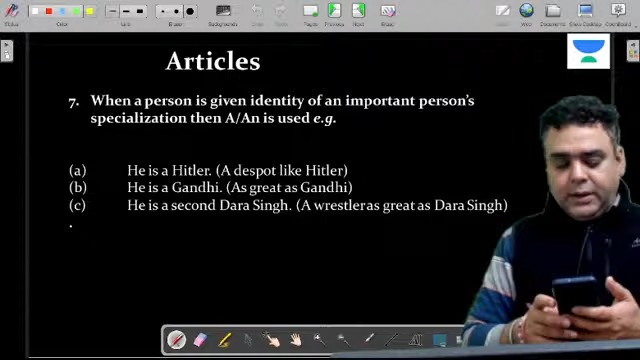 Articles
7. When a person is given identity of an important person's
specialization then A/An is used e.g.
(a) He is a Hitler. (A despot like Hitler)
(b) He is a Gandhi. (As great as Gandhi)
(c) He is a second Dara Singh. (A wrestler as great as Dara Singh)
.